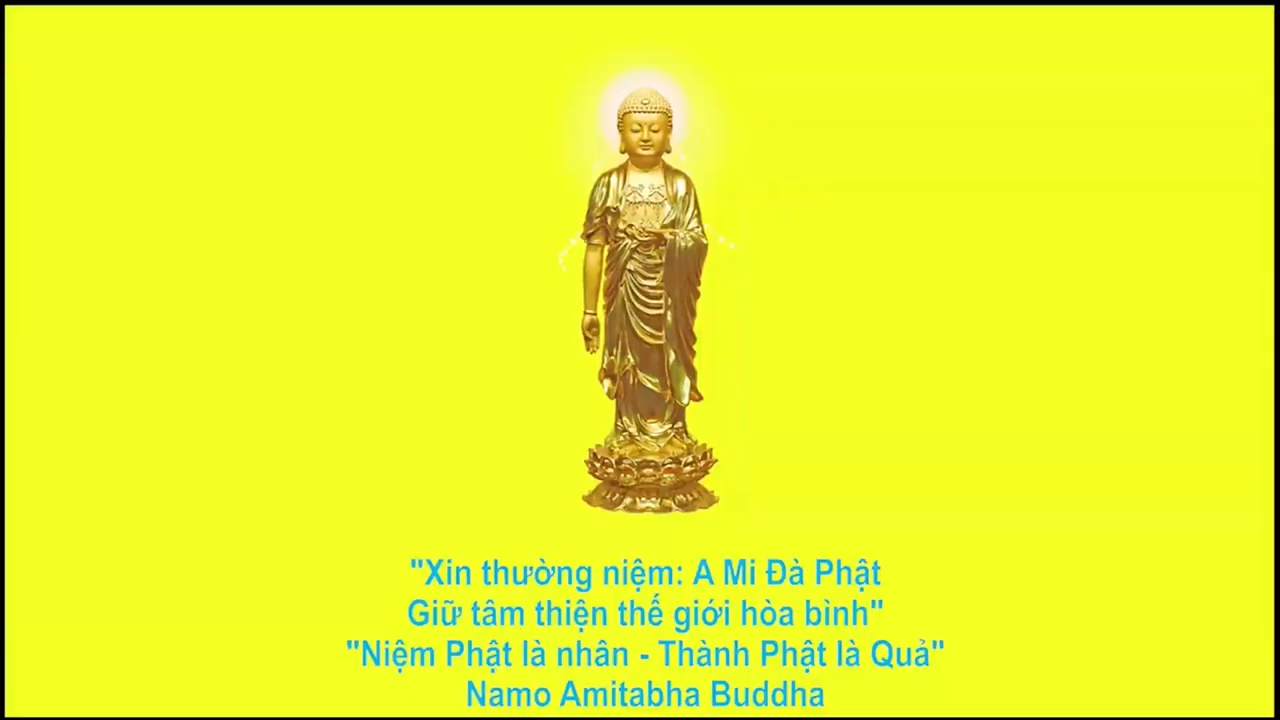 "Xin thường niệm: A Mi Đà Phật
Giữ tâm thiện thế giới hòa bình"
"Niệm Phật là nhân - Thành Phật là Quả"
Namo Amitabha Buddha